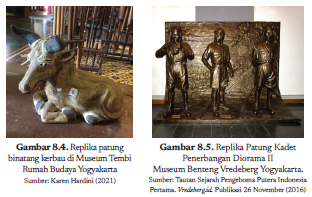 Gambar 8.4. Replika patung
binatang kerbau di Museum Tembi
Rumah Budaya Yogyakarta
Sumber: Karen Hardini (2021)
Gambar 8.5. Replika Patung Kadet
Penerbangan Diorama II
Museum Benteng Vredeberg Yogyakarta.
Sumber: Tautan Sejarah Pengeboma Putera Indonesia
Pertama. Vredeberg.id. Publikasi 26 November (2016)